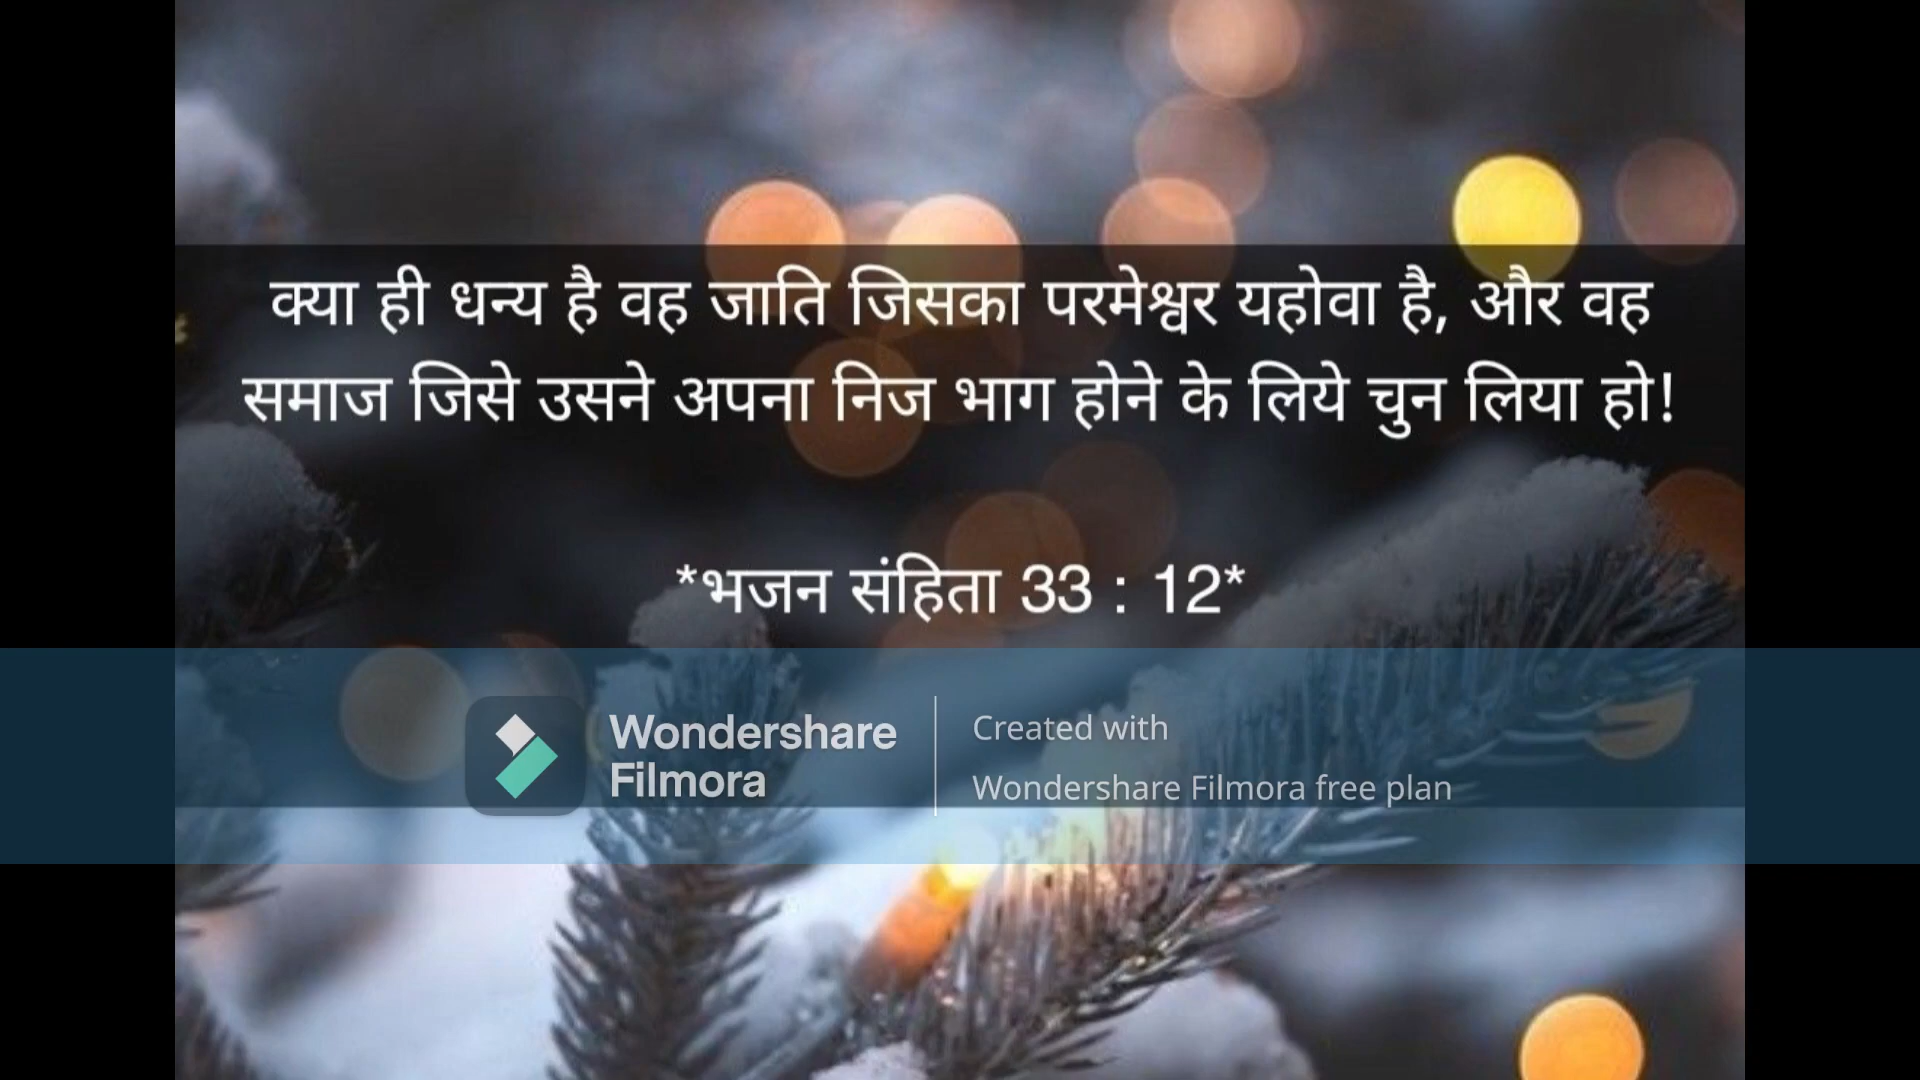 क्या ही धन्य है वह जाति जिसका परमेश्वर यहोवा है, और वह
समाज जिसे उसने अपना निज भाग होने के लिये चुन लिया हो!
*भजन संहिता 33 : 12*
Wondershare
Filmora
Created with
Wondershare Filmora free plan